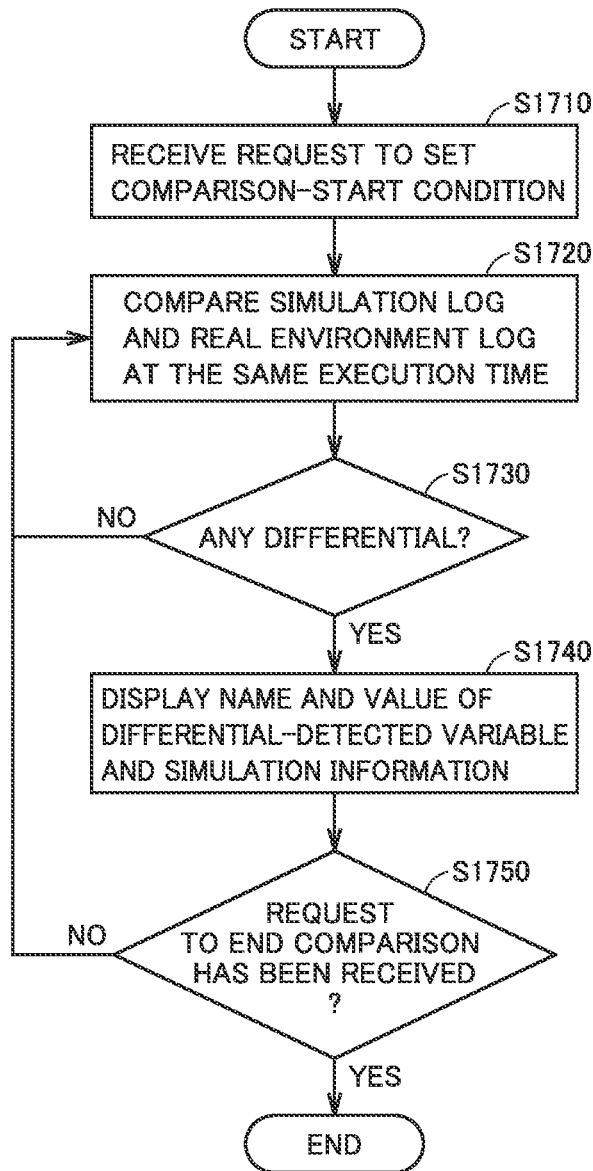 START
S1710
RECEIVE REQUEST TO SET
COMPARISON-START CONDITION
S1720
COMPARE SIMULATION LOG
AND REAL ENVIRONMENT LOG
AT THE SAME EXECUTION TIME
S1730
NO
ANY DIFFERENTIAL?
YES
S1740
DISPLAY NAME AND VALUE OF
DIFFERENTIAL-DETECTED VARIABLE
AND SIMULATION INFORMATION
S1750
NO
REQUEST
TO END COMPARISON
HAS BEEN RECEIVED
?
YES
END